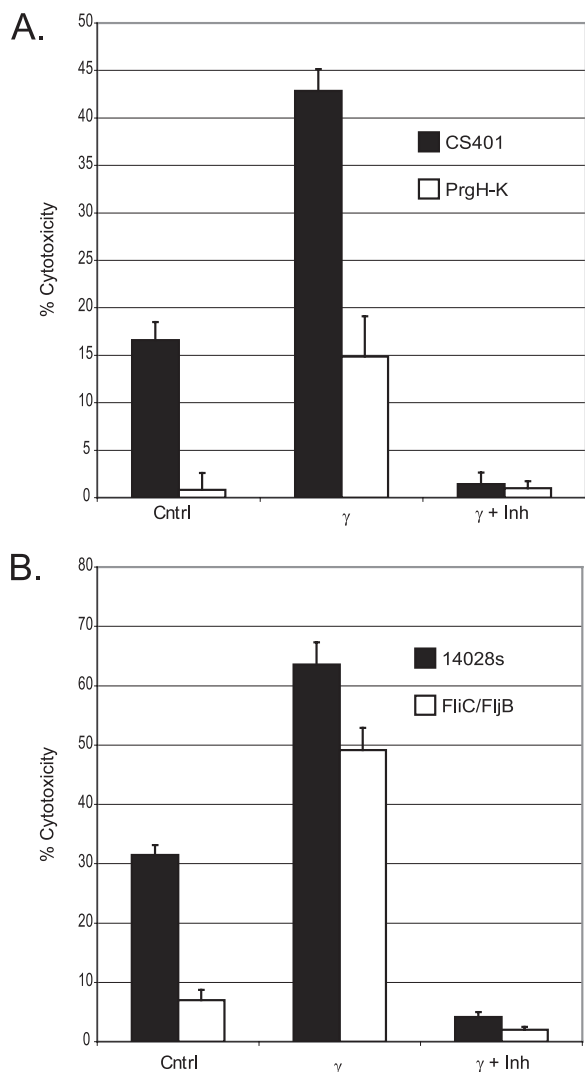 A.
50
45
40
35
30
25
20
15
10
5
0
% Cytotoxicity
CS401
PrgH-K
Cntrl
γ
γ + Inh
B.
80
70
60
50
40
30
20
10
0
% Cytotoxicity
14028s
FliC/FljB
Cntrl
γ
γ + Inh